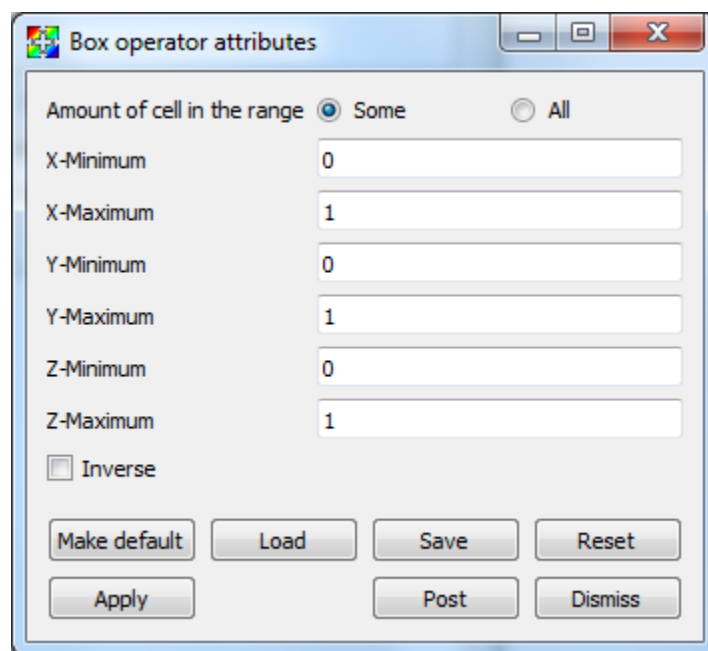 Box operator attributes
Amount of cell in the range Some All
X-Minimum 0
X-Maximum 1
Y-Minimum 0
Y-Maximum 1
Z-Minimum 0
Z-Maximum 1
Inverse
Make default Load Save Reset
Apply Post Dismiss